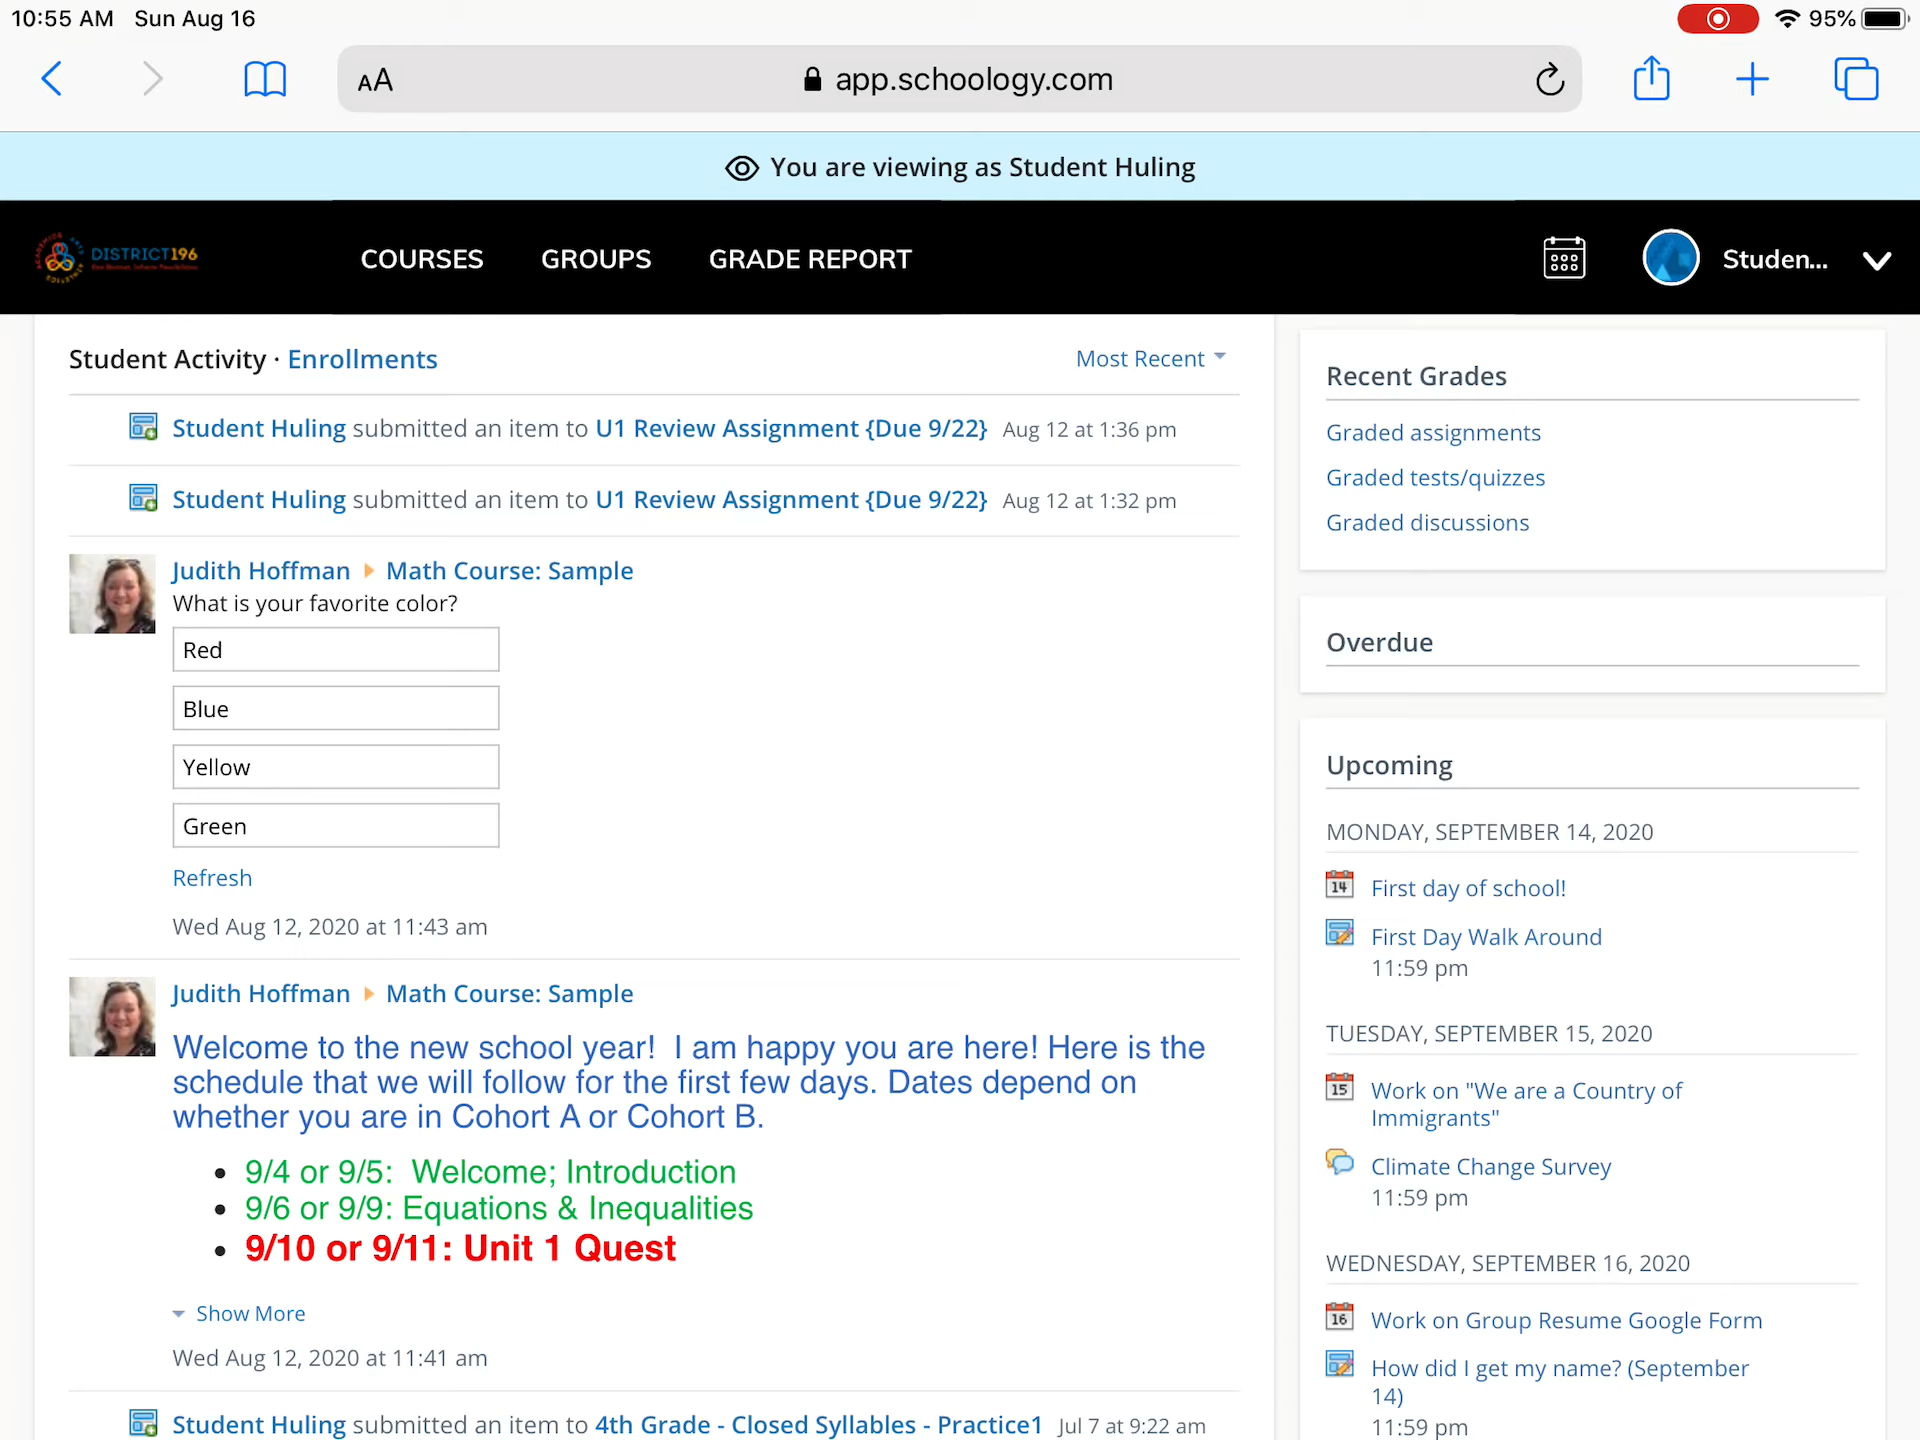 10:55 AM Sun Aug 16
95%
AA
app.schoology.com
You are viewing as Student Huling
DISTRICT196
COURSES
GROUPS
GRADE REPORT
Studen...
Student Activity · Enrollments
Most Recent
Student Huling submitted an item to U1 Review Assignment {Due 9/22} Aug 12 at 1:36 pm
Student Huling submitted an item to U1 Review Assignment {Due 9/22} Aug 12 at 1:32 pm
Judith Hoffman Math Course: Sample
What is your favorite color?
Red
Blue
Yellow
Green
Refresh
Wed Aug 12, 2020 at 11:43 am
Judith Hoffman Math Course: Sample
Welcome to the new school year! I am happy you are here! Here is the
schedule that we will follow for the first few days. Dates depend on
whether you are in Cohort A or Cohort B.
• 9/4 or 9/5: Welcome; Introduction
• 9/6 or 9/9: Equations & Inequalities
• 9/10 or 9/11: Unit 1 Quest
Show More
Wed Aug 12, 2020 at 11:41 am
Student Huling submitted an item to 4th Grade - Closed Syllables - Practice1 Jul 7 at 9:22 am
Recent Grades
Graded assignments
Graded tests/quizzes
Graded discussions
Overdue
Upcoming
MONDAY, SEPTEMBER 14, 2020
14 First day of school!
First Day Walk Around
11:59 pm
TUESDAY, SEPTEMBER 15, 2020
15 Work on "We are a Country of
Immigrants"
Climate Change Survey
11:59 pm
WEDNESDAY, SEPTEMBER 16, 2020
16 Work on Group Resume Google Form
How did I get my name? (September
14)
11:59 pm